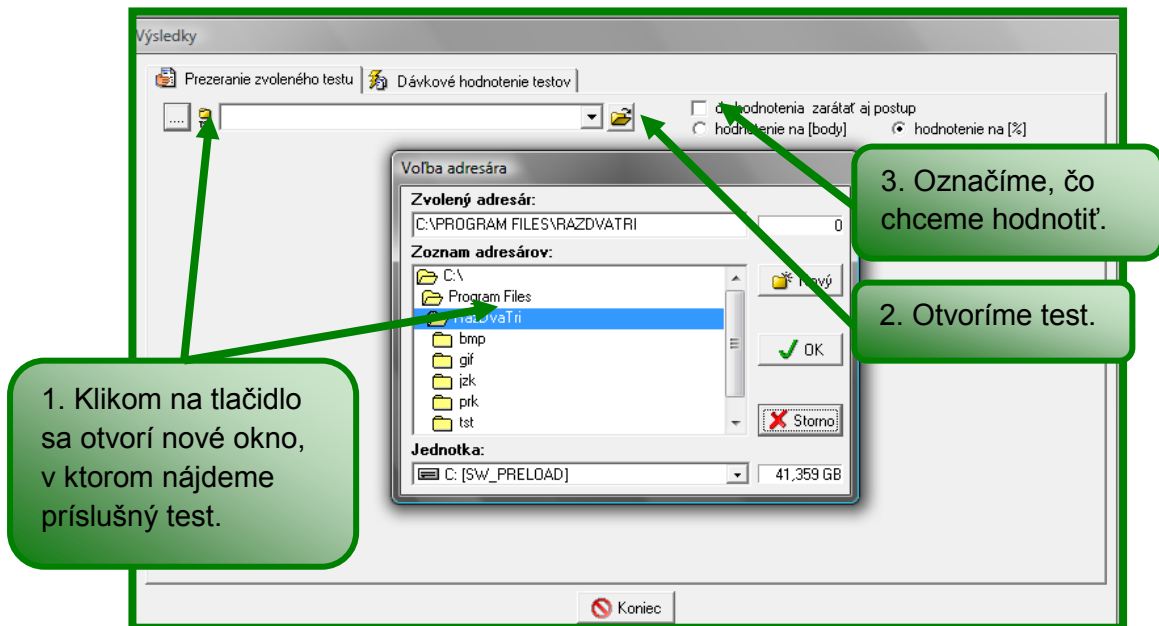 Výsledky
Prezeranie zvoleného testu
Dávkové hodnotenie testov
....
hodnotenia zarátať aj postup
hodnotenie na [body]
hodnotenie na [%]
Voľba adresára
Zvolený adresár:
C:\PROGRAM FILES\RAZDVATRI
0
Zoznam adresárov:
C:\
Program Files
RazDvaTri
bmp
gif
jzk
prk
tst
Nový
OK
Storno
Jednotka:
C: [SW_PRELOAD]
41,359 GB
Koniec
1. Klikom na tlačidlo
sa otvorí nové okno,
v ktorom nájdeme
príslušný test.
2. Otvoríme test.
3. Označíme, čo
chceme hodnotiť.